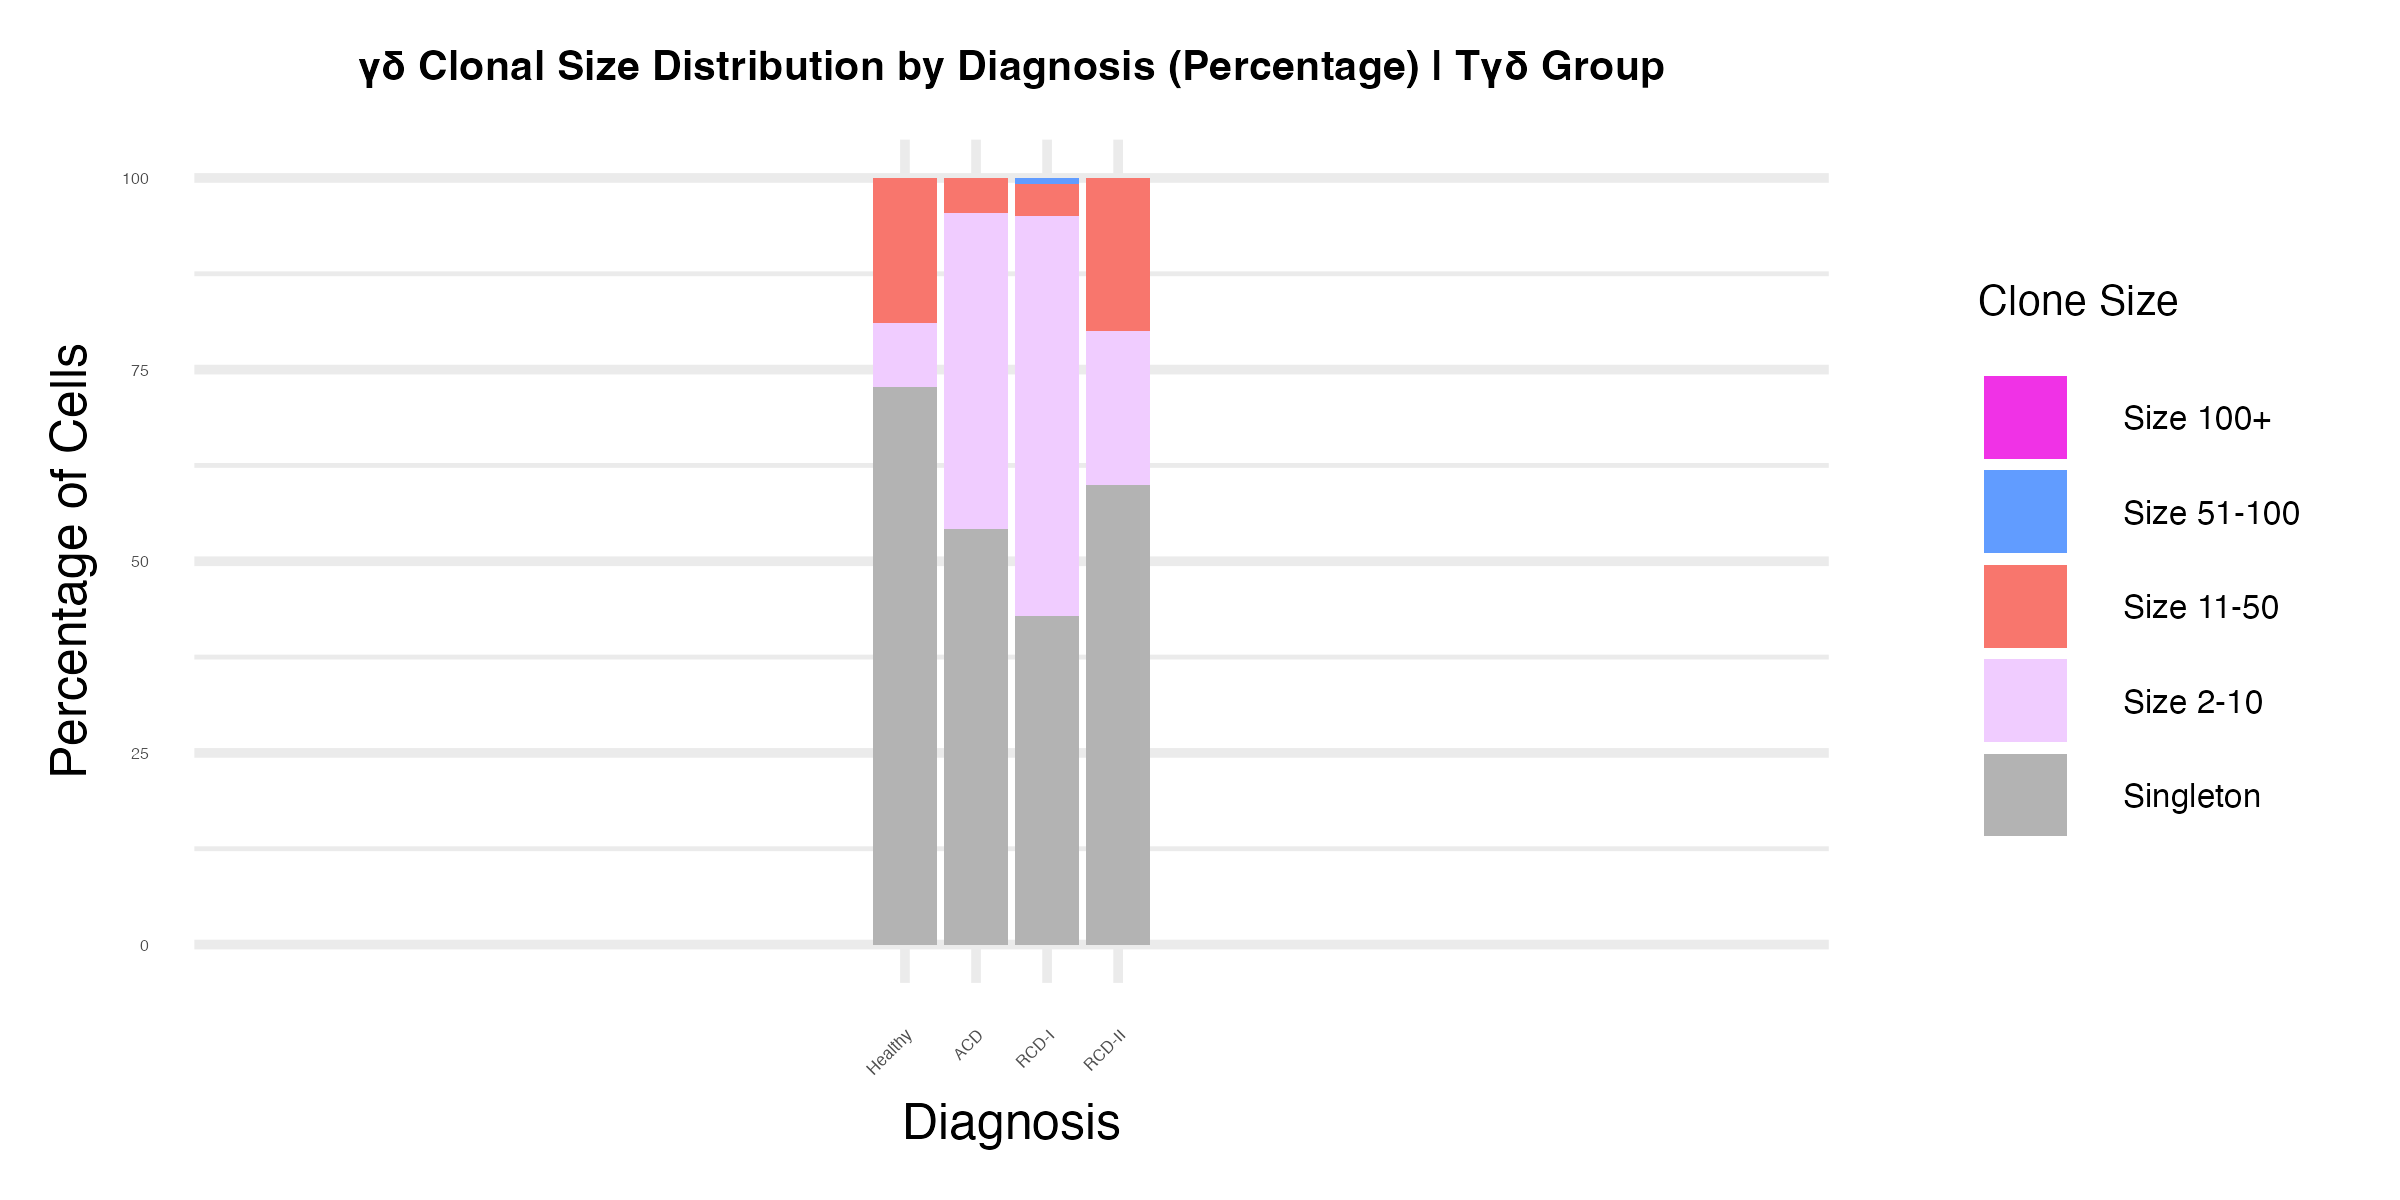 γδ Clonal Size Distribution by Diagnosis (Percentage) | Tγδ Group
Percentage of Cells
100
75
50
25
0
Healthy
ACD
RCD-I
RCD-II
Diagnosis
Clone Size
Size 100+
Size 51-100
Size 11-50
Size 2-10
Singleton